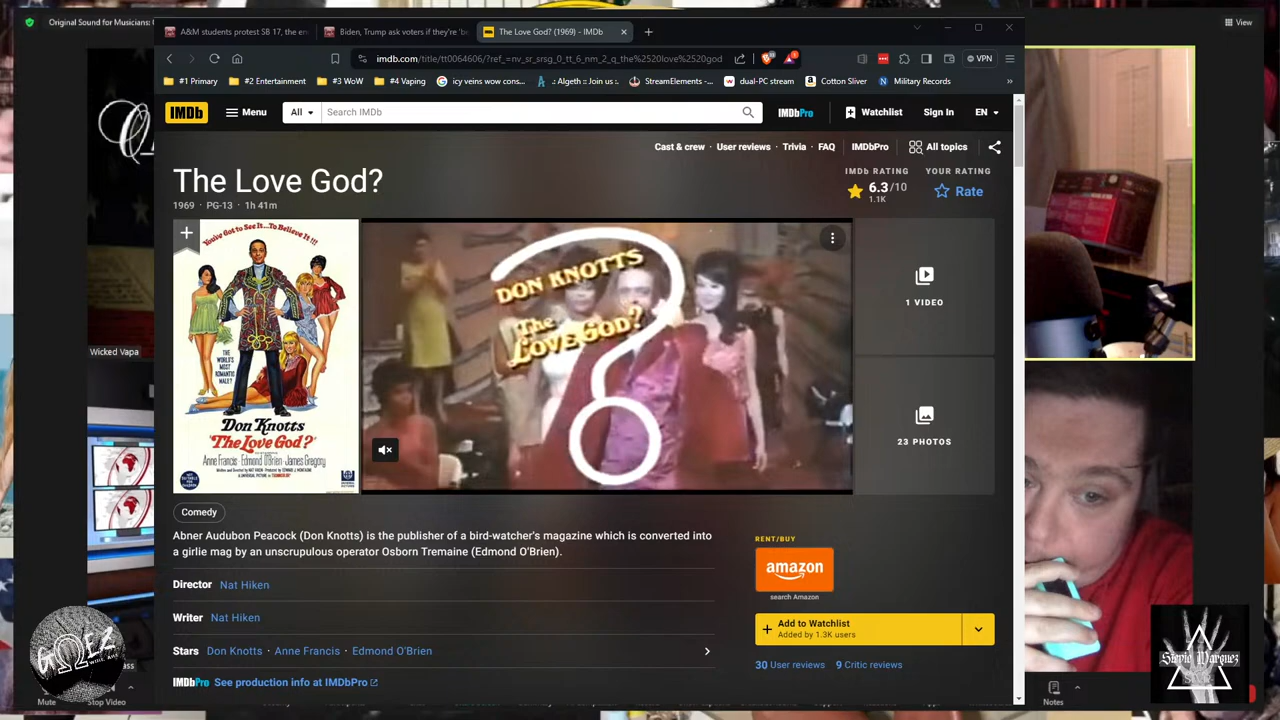 Original Sound for Musicians:
View
A&M students protest SB 17, the en
Biden, Trump ask voters if they're 'be
The Love God? (1969) - IMDb
imdb.com/title/tt0064606/?ref_=nv_sr_srsg_0_tt_6_nm_2_q_the%2520love%2520god
VPN
#1 Primary
#2 Entertainment
#3 WoW
#4 Vaping
icy veins wow cons...
.: Algeth :: Join us :.
StreamElements -...
dual-PC stream
Cotton Sliver
Military Records
IMDb
Menu
All
Search IMDb
IMDbPro
Watchlist
Sign In
EN
Cast & crew · User reviews · Trivia · FAQ
IMDbPro
All topics
The Love God?
1969 · PG-13 · 1h 41m
IMDb RATING
6.3/10
1.1K
YOUR RATING
Rate
You've Got to See It...To Believe It!!!
THE WORLD'S MOST ROMANTIC MALE?
Don Knotts
"The Love God?"
Anne Francis · Edmond O'Brien · James Gregory
DON KNOTTS
The
LOVE GOD?
1 VIDEO
23 PHOTOS
Wicked Vapa
Comedy
Abner Audubon Peacock (Don Knotts) is the publisher of a bird-watcher's magazine which is converted into
a girlie mag by an unscrupulous operator Osborn Tremaine (Edmond O'Brien).
RENT/BUY
amazon
search Amazon
Director Nat Hiken
Writer Nat Hiken
Add to Watchlist
Added by 1.3K users
Stars Don Knotts · Anne Francis · Edmond O'Brien
30 User reviews
9 Critic reviews
IMDbPro See production info at IMDbPro
Stevie Marquez
Mute
Stop Video
Notes